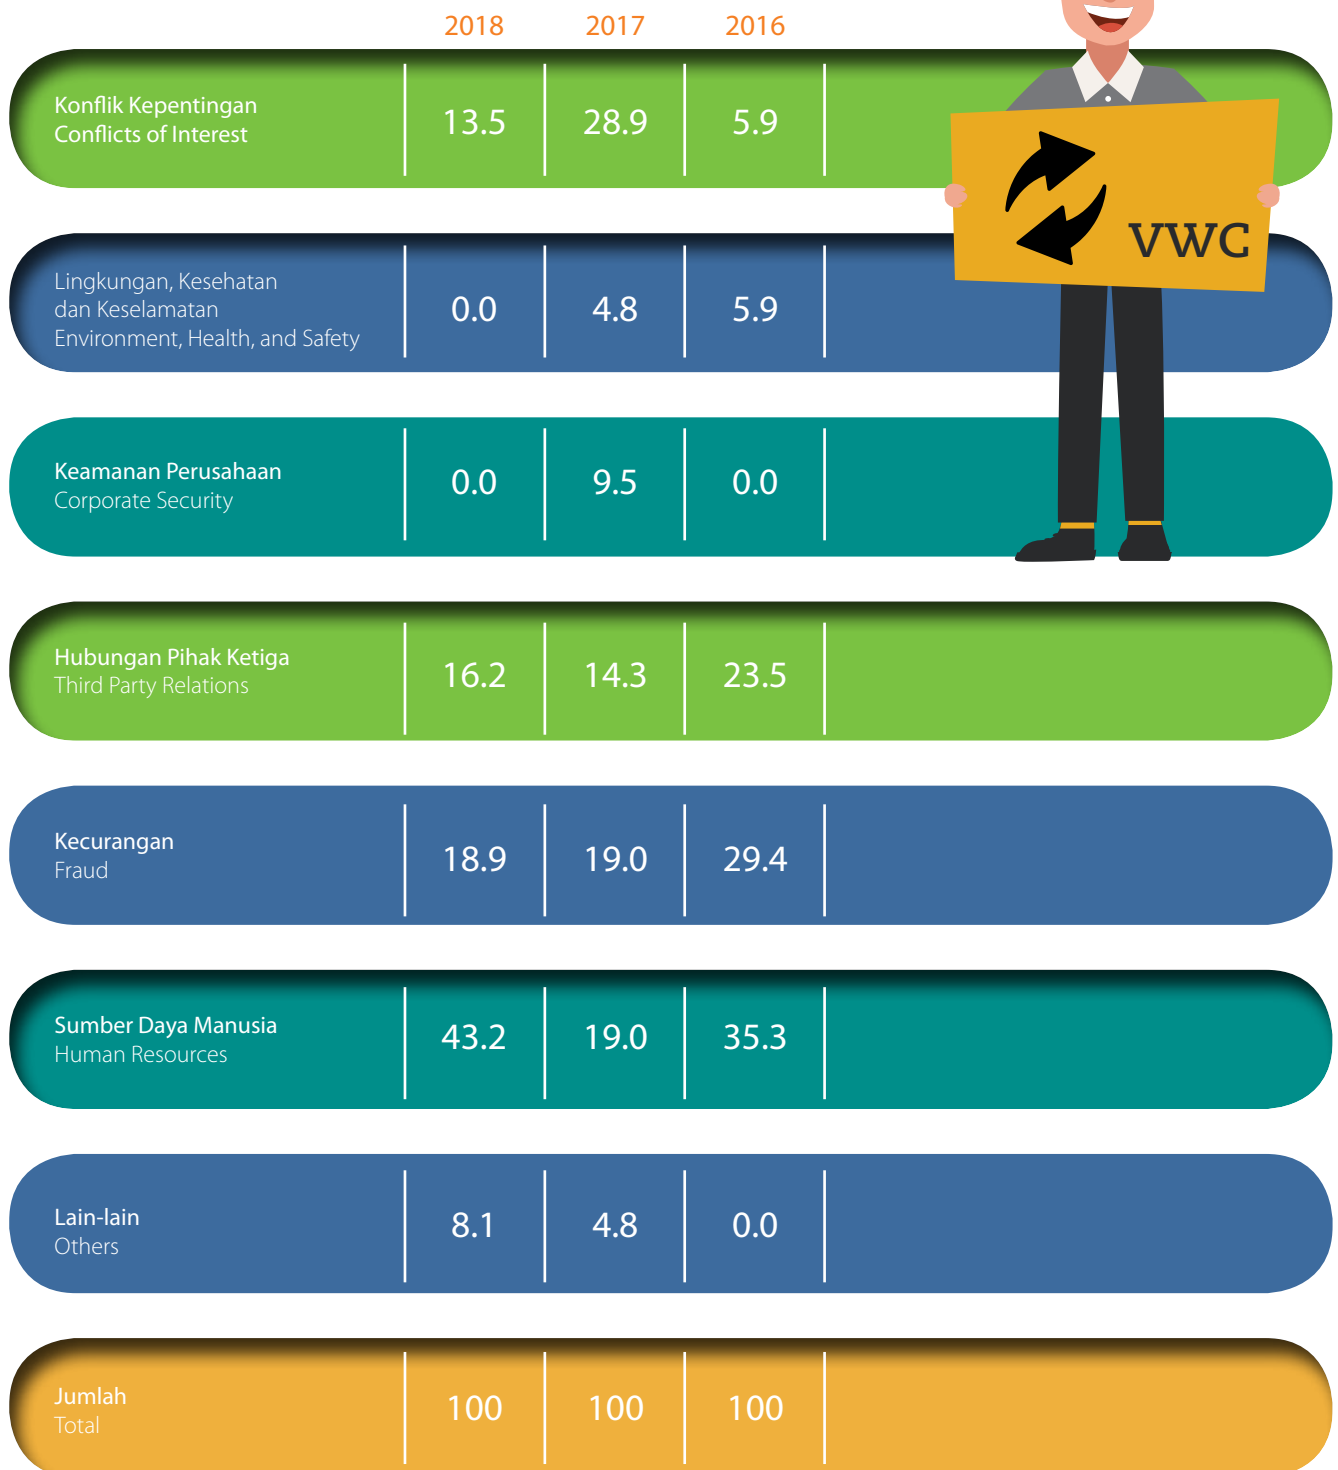 2018 2017 2016
Konflik Kepentingan
Conflicts of Interest
13.5 28.9 5.9
VWC
Lingkungan, Kesehatan
dan Keselamatan
Environment, Health, and Safety
0.0 4.8 5.9
Keamanan Perusahaan
Corporate Security
0.0 9.5 0.0
Hubungan Pihak Ketiga
Third Party Relations
16.2 14.3 23.5
Kecurangan
Fraud
18.9 19.0 29.4
Sumber Daya Manusia
Human Resources
43.2 19.0 35.3
Lain-lain
Others
8.1 4.8 0.0
Jumlah
Total
100 100 100